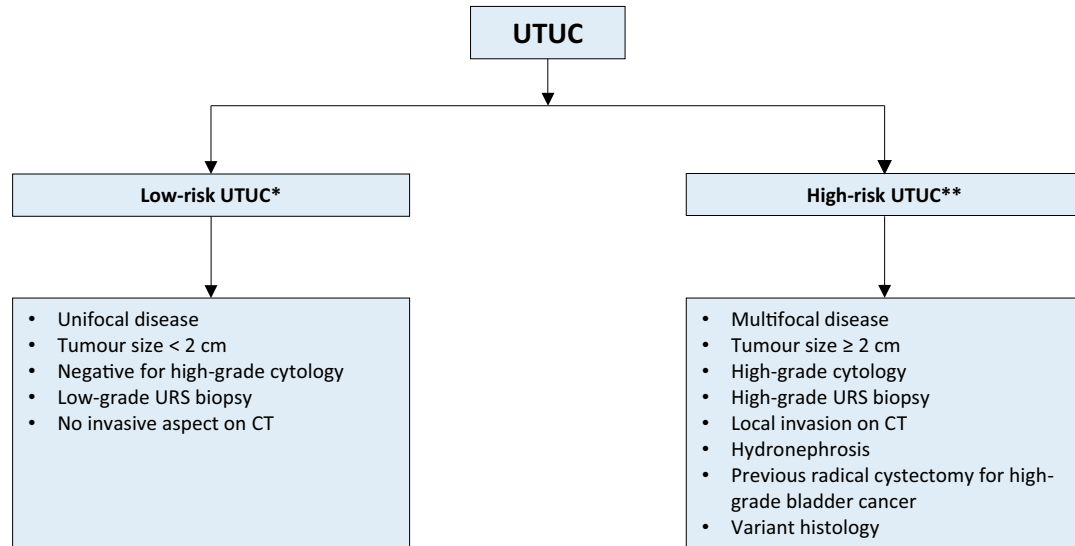 UTUC
Low-risk UTUC*
High-risk UTUC**
• Unifocal disease
• Tumour size < 2 cm
• Negative for high-grade cytology
• Low-grade URS biopsy
• No invasive aspect on CT
• Multifocal disease
• Tumour size ≥ 2 cm
• High-grade cytology
• High-grade URS biopsy
• Local invasion on CT
• Hydronephrosis
• Previous radical cystectomy for high-
grade bladder cancer
• Variant histology